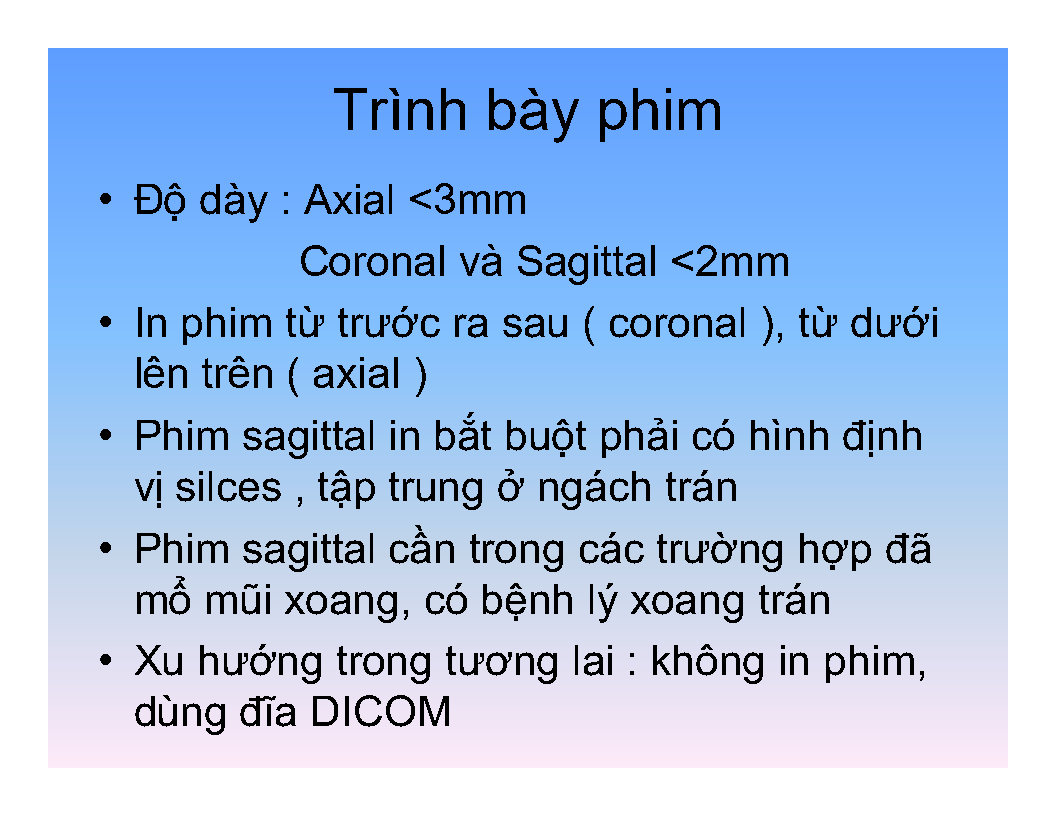 Trình bày phim
• Độ dày : Axial <3mm
Coronal và Sagittal <2mm
• In phim từ trước ra sau ( coronal ), từ dưới
lên trên ( axial )
• Phim sagittal in bắt buột phải có hình định
vị silces , tập trung ở ngách trán
• Phim sagittal cần trong các trường hợp đã
mổ mũi xoang, có bệnh lý xoang trán
• Xu hướng trong tương lai : không in phim,
dùng đĩa DICOM